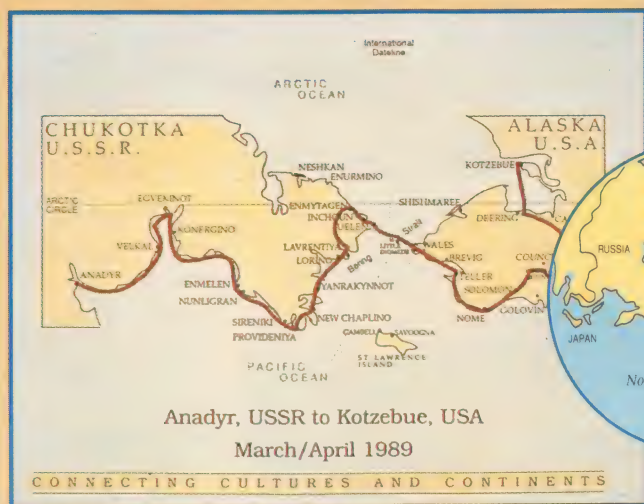 International
Dateline
ARCTIC
OCEAN
CHUKOTKA
U.S.S.R.
ALASKA
U.S.A
NESHKAN
ENURMINO
KOTZEBUE
ARCTIC
CIRCLE
EGVEKINOT
ENMYTAGEN
INCHOUN
UELEN
SHISHMAREF
DEERING
KONERGINO
VELKAL
LAVRENTIYA
LORINO
Bering
Strait
LITTLE
DIOMEDE
WALES
BREVIG
TELLER
COUNC
SOLOMON
GOLOVIN
NOME
ANADYR
ENMELEN
NUNLIGRAN
YANRAKYNNOT
SIRENIKI
PROVIDENIYA
NEW CHAPLINO
GAMBELL
SAVOOGNA
ST LAWRENCE
ISLAND
PACIFIC
OCEAN
RUSSIA
JAPAN
No
Anadyr, USSR to Kotzebue, USA
March/April 1989
CONNECTING CULTURES AND CONTINENTS